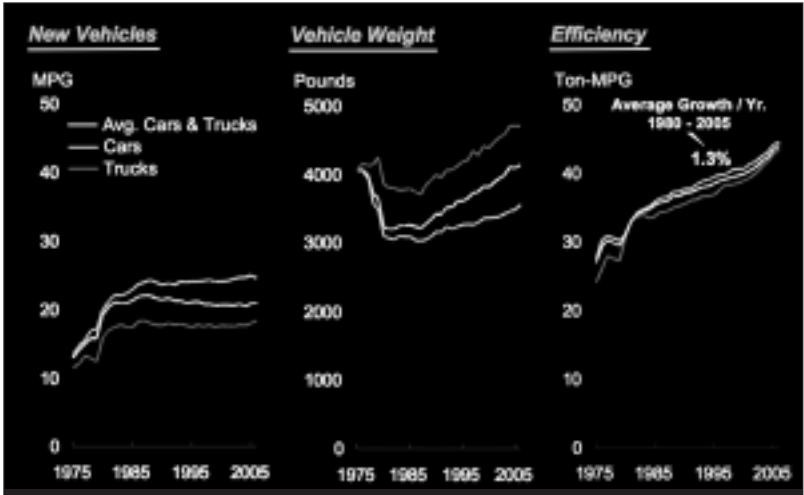 New Vehicles
MPG
50
40
30
20
10
0
1975 1985 1995 2005
Avg. Cars & Trucks
Cars
Trucks
Vehicle Weight
Pounds
5000
4000
3000
2000
1000
0
1975 1985 1995 2005
Efficiency
Ton-MPG
50
40
30
20
10
0
1975 1985 1995 2005
Average Growth / Yr.
1980 - 2005
1.3%